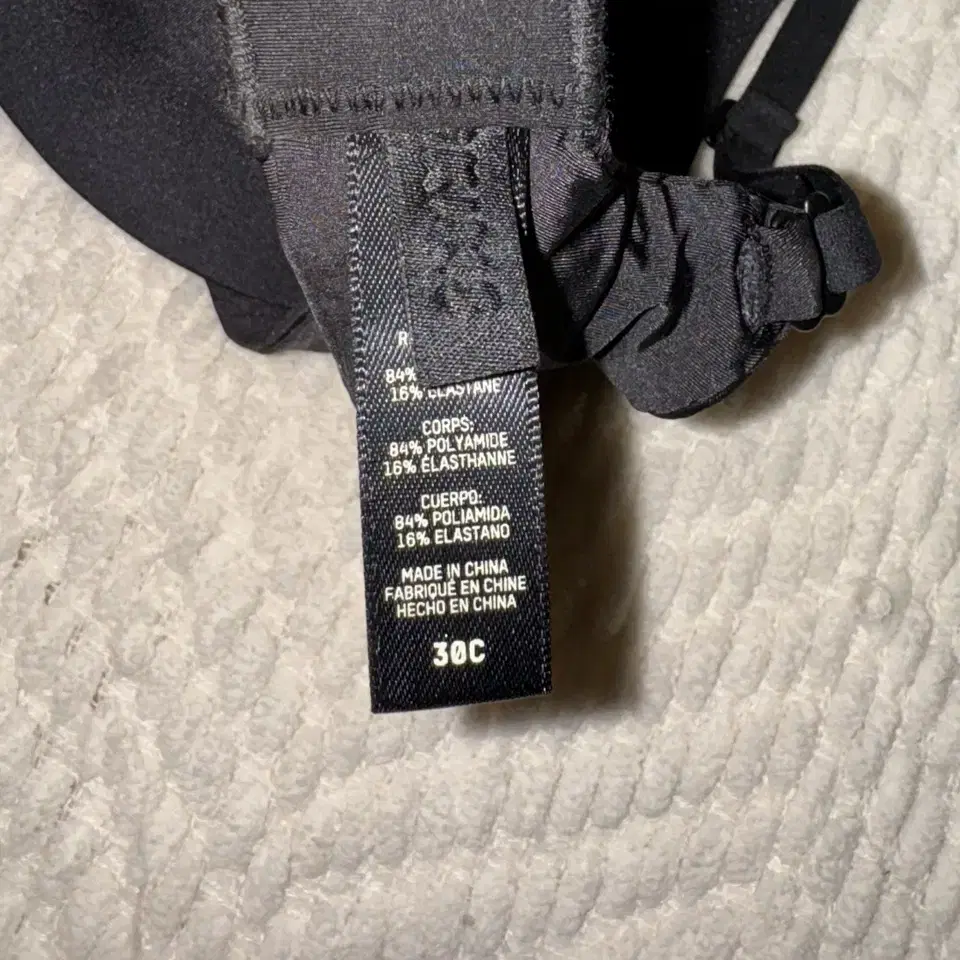 84%
16% ELASTANE
CORPS:
84% POLYAMIDE
16% ÉLASTHANNE
CUERPO:
84% POLIAMIDA
16% ELASTANO
MADE IN CHINA
FABRIQUÉ EN CHINE
HECHO EN CHINA
30C